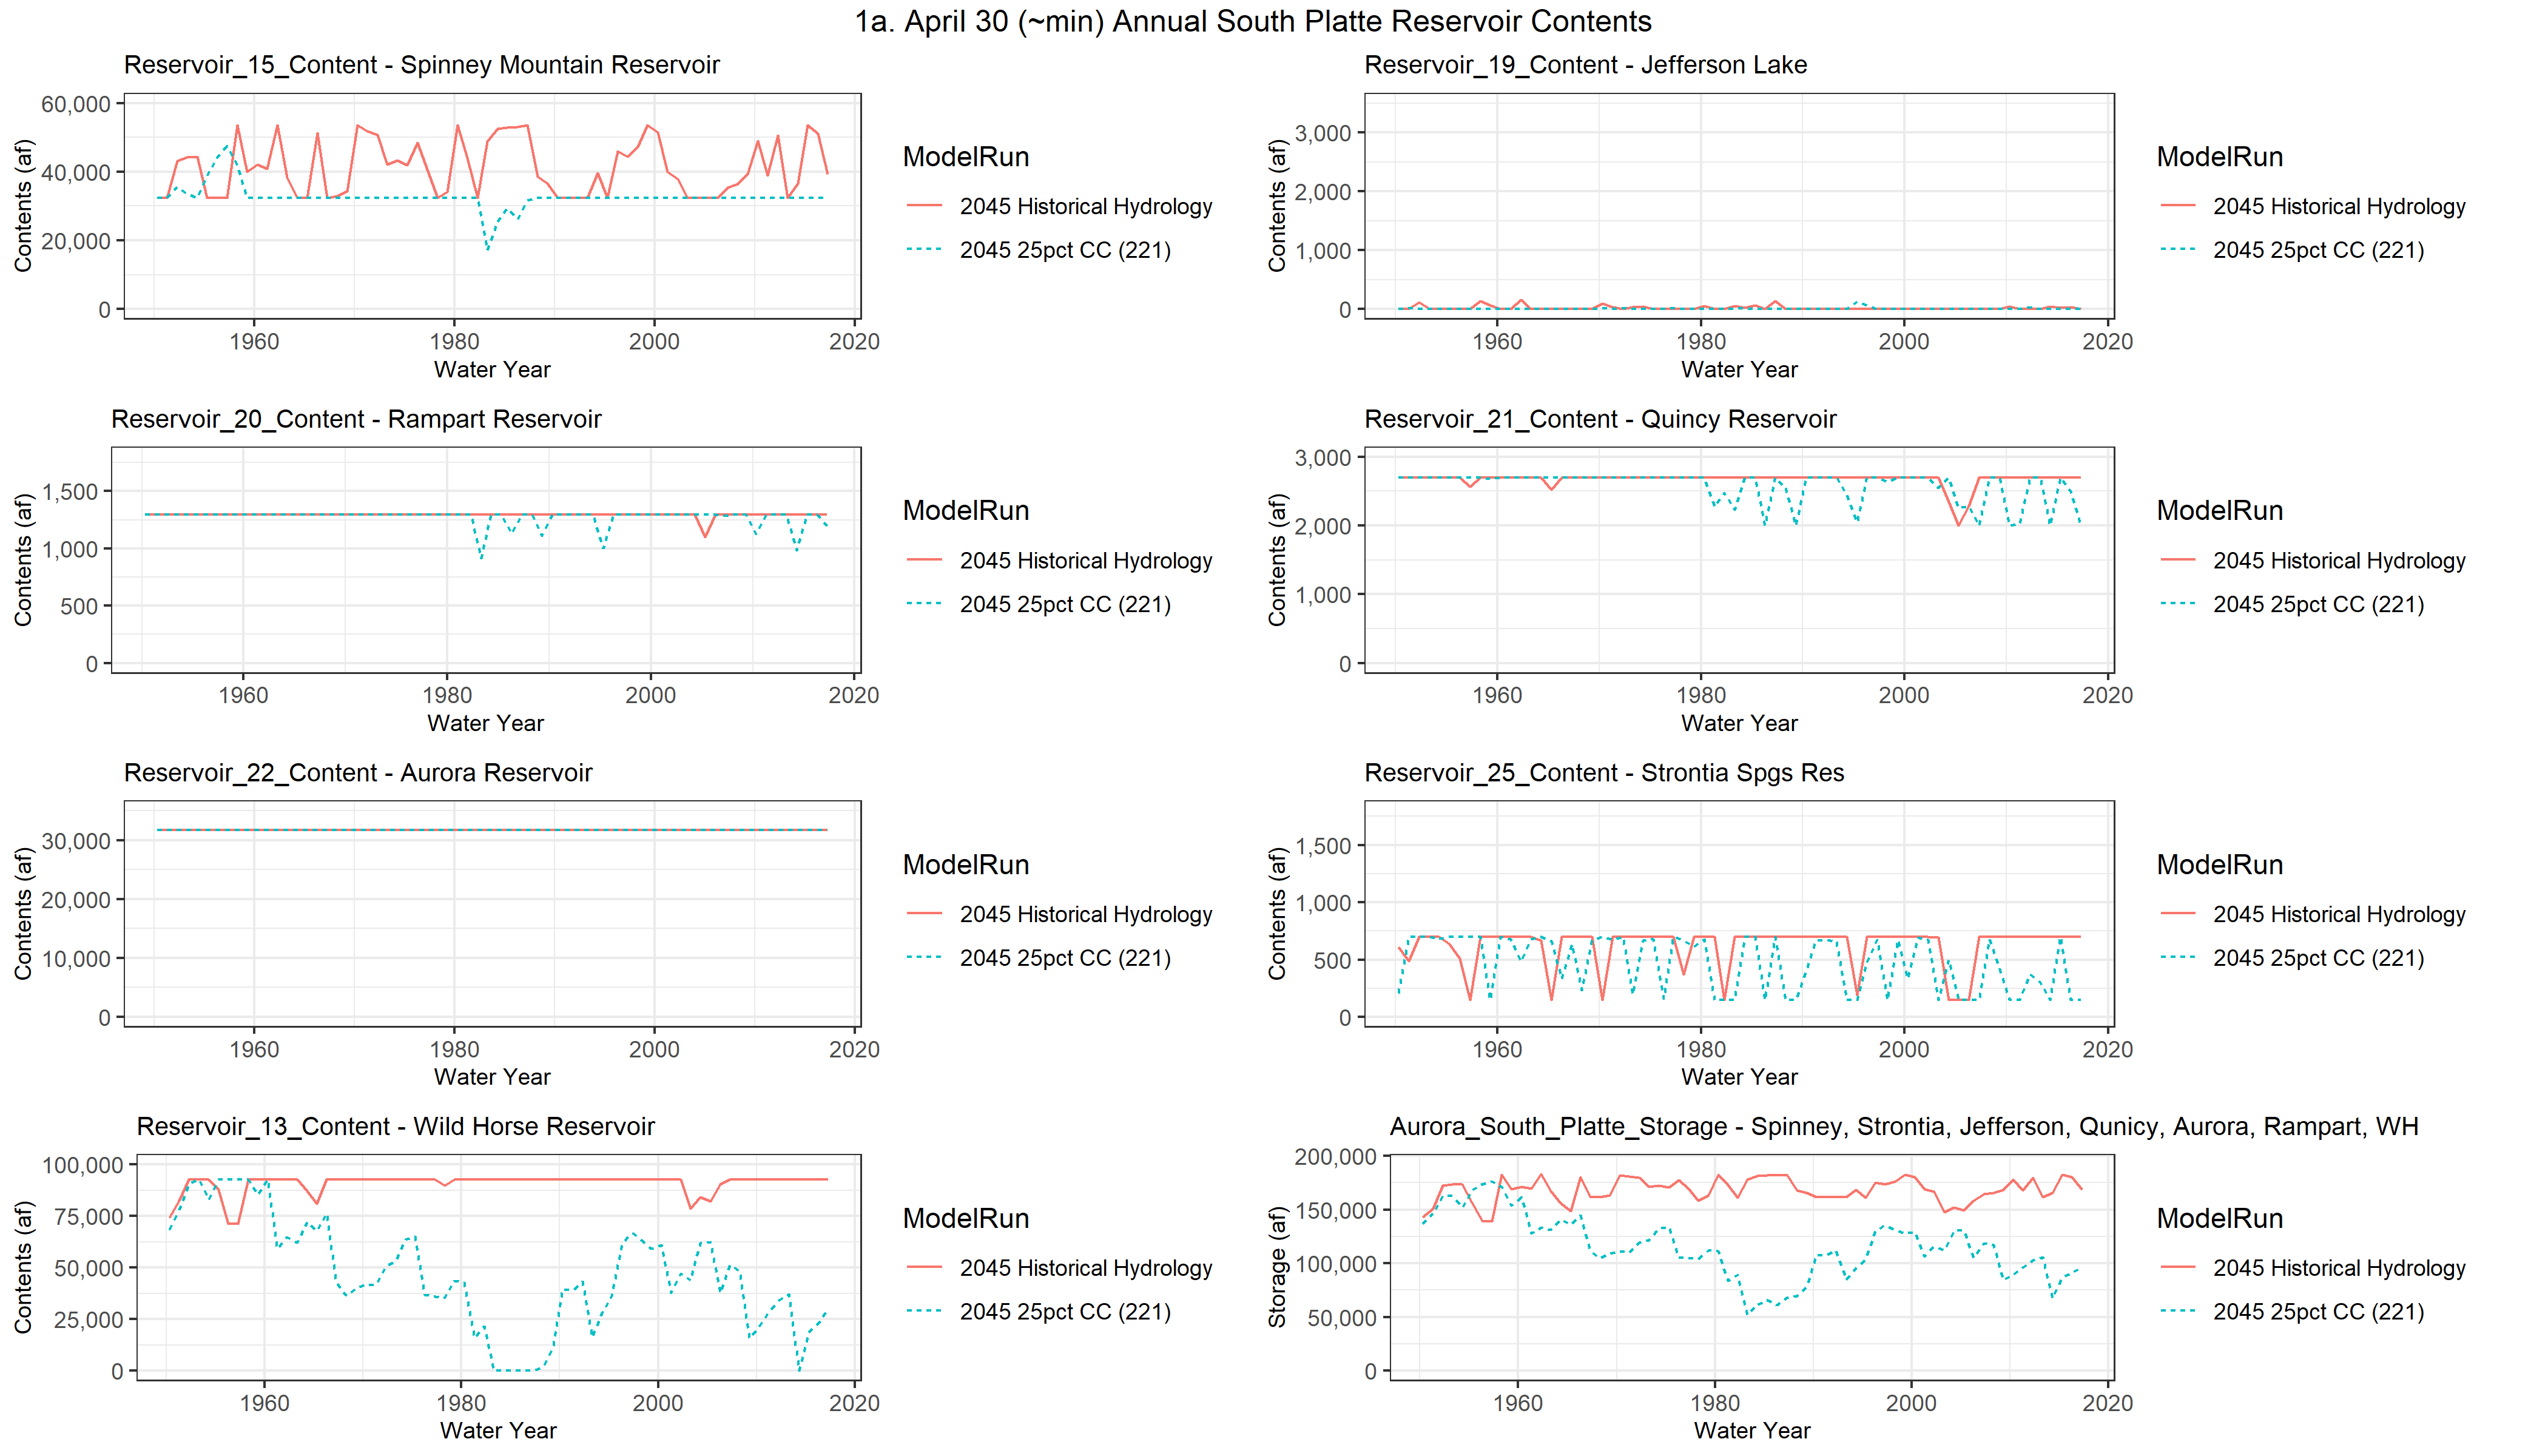 1a. April 30 (~min) Annual South Platte Reservoir Contents
Reservoir_15_Content - Spinney Mountain Reservoir
Contents (af)
60,000
40,000
20,000
0
1960
1980
2000
2020
Water Year
ModelRun
2045 Historical Hydrology
2045 25pct CC (221)
Reservoir_19_Content - Jefferson Lake
Contents (af)
3,000
2,000
1,000
0
1960
1980
2000
2020
Water Year
ModelRun
2045 Historical Hydrology
2045 25pct CC (221)
Reservoir_20_Content - Rampart Reservoir
Contents (af)
1,500
1,000
500
0
1960
1980
2000
2020
Water Year
ModelRun
2045 Historical Hydrology
2045 25pct CC (221)
Reservoir_21_Content - Quincy Reservoir
Contents (af)
3,000
2,000
1,000
0
1960
1980
2000
2020
Water Year
ModelRun
2045 Historical Hydrology
2045 25pct CC (221)
Reservoir_22_Content - Aurora Reservoir
Contents (af)
30,000
20,000
10,000
0
1960
1980
2000
2020
Water Year
ModelRun
2045 Historical Hydrology
2045 25pct CC (221)
Reservoir_25_Content - Strontia Spgs Res
Contents (af)
1,500
1,000
500
0
1960
1980
2000
2020
Water Year
ModelRun
2045 Historical Hydrology
2045 25pct CC (221)
Reservoir_13_Content - Wild Horse Reservoir
Contents (af)
100,000
75,000
50,000
25,000
0
1960
1980
2000
2020
Water Year
ModelRun
2045 Historical Hydrology
2045 25pct CC (221)
Aurora_South_Platte_Storage - Spinney, Strontia, Jefferson, Qunicy, Aurora, Rampart, WH
Storage (af)
200,000
150,000
100,000
50,000
0
1960
1980
2000
2020
Water Year
ModelRun
2045 Historical Hydrology
2045 25pct CC (221)